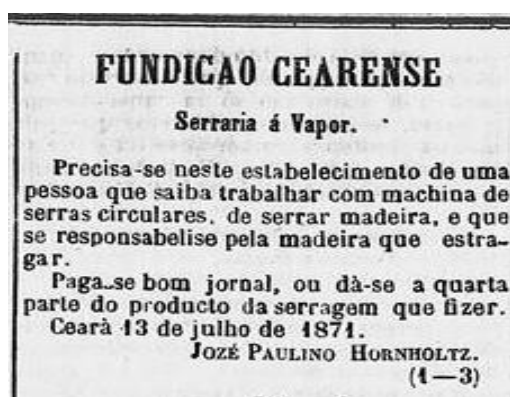 FUNDIÇAO CEARENSE
Serraria á Vapor.
Precisa-se neste estabelecimento de uma
pessoa que saiba trabalhar com machina de
serras circulares, de serrar madeira, e que
se responsabelise pela madeira que estra-
gar.
Paga-se bom jornal, ou dà-se a quarta
parte do producto da serragem que fizer.
Cearà 13 de julho de 1871.
JOZÉ PAULINO HORNHOLTZ.
(1—3)